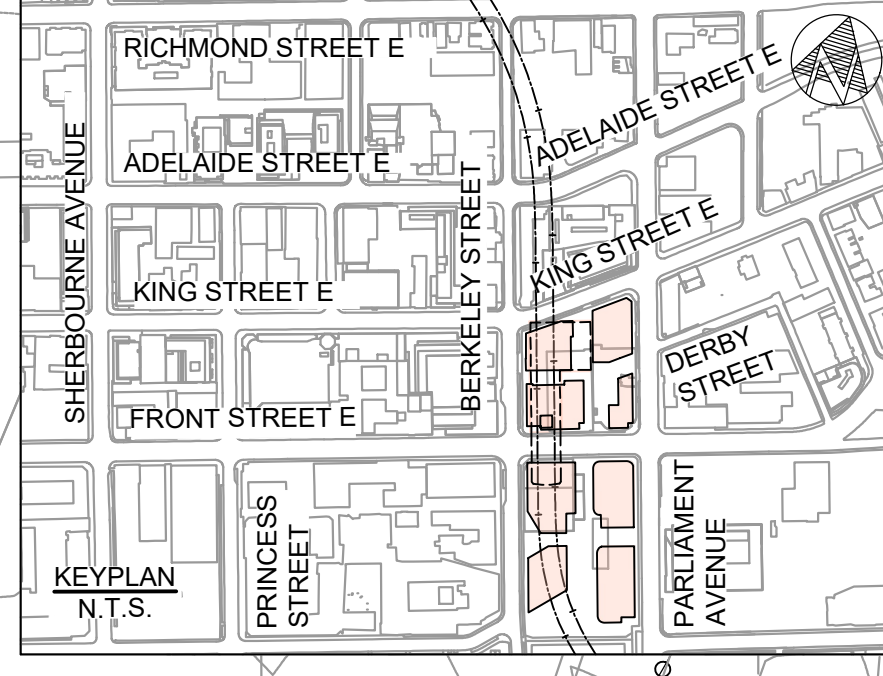 RICHMOND STREET E
ADELAIDE STREET E
ADELAIDE STREET E
SHERBOURNE AVENUE
BERKELEY STREET
KING STREET E
KING STREET E
DERBY
STREET
FRONT STREET E
PRINCESS
STREET
PARLIAMENT
AVENUE
KEYPLAN
N.T.S.